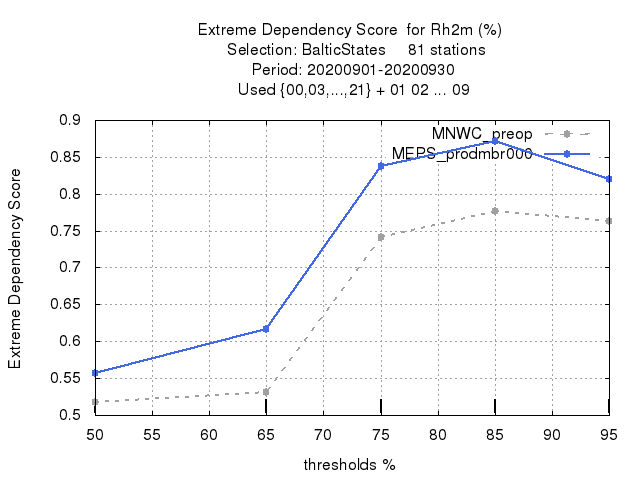 Extreme Dependency Score  for Rh2m (%)
Selection: BalticStates     81 stations
Period: 20200901-20200930
Used {00,03,...,21} + 01 02 ... 09
MNWC_preop
MEPS_prodmbr000
Extreme Dependency Score
0.9
0.85
0.8
0.75
0.7
0.65
0.6
0.55
0.5
50 55 60 65 70 75 80 85 90 95
thresholds %